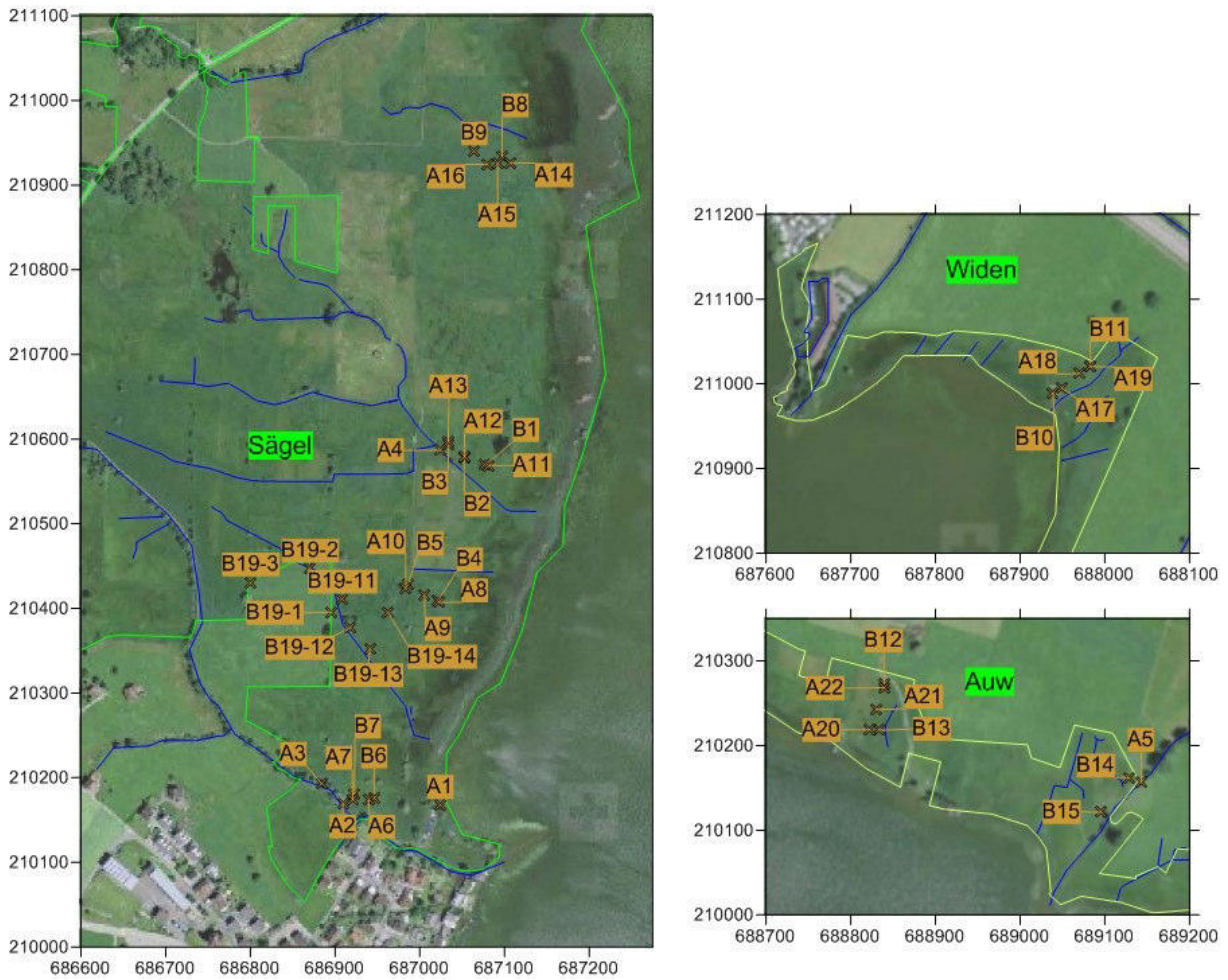 211100
211000
210900
210800
210700
210600
210500
210400
210300
210200
210100
210000
686600
686700
686800
686900
687000
687100
687200
B8
B9
A16
A14
A15
A13
A12
B1
A4
A11
B3
B2
Sägel
A10
B5
B4
B19-2
B19-3
B19-11
A8
B19-1
A9
B19-12
B19-14
B19-13
B7
A3
A7
B6
A1
A2
A6
211200
211100
211000
210900
210800
687600
687700
687800
687900
688000
688100
Widen
B11
A18
A19
A17
B10
210300
210200
210100
210000
688700
688800
688900
689000
689100
689200
B12
Auw
A22
A21
A20
B13
A5
B14
B15